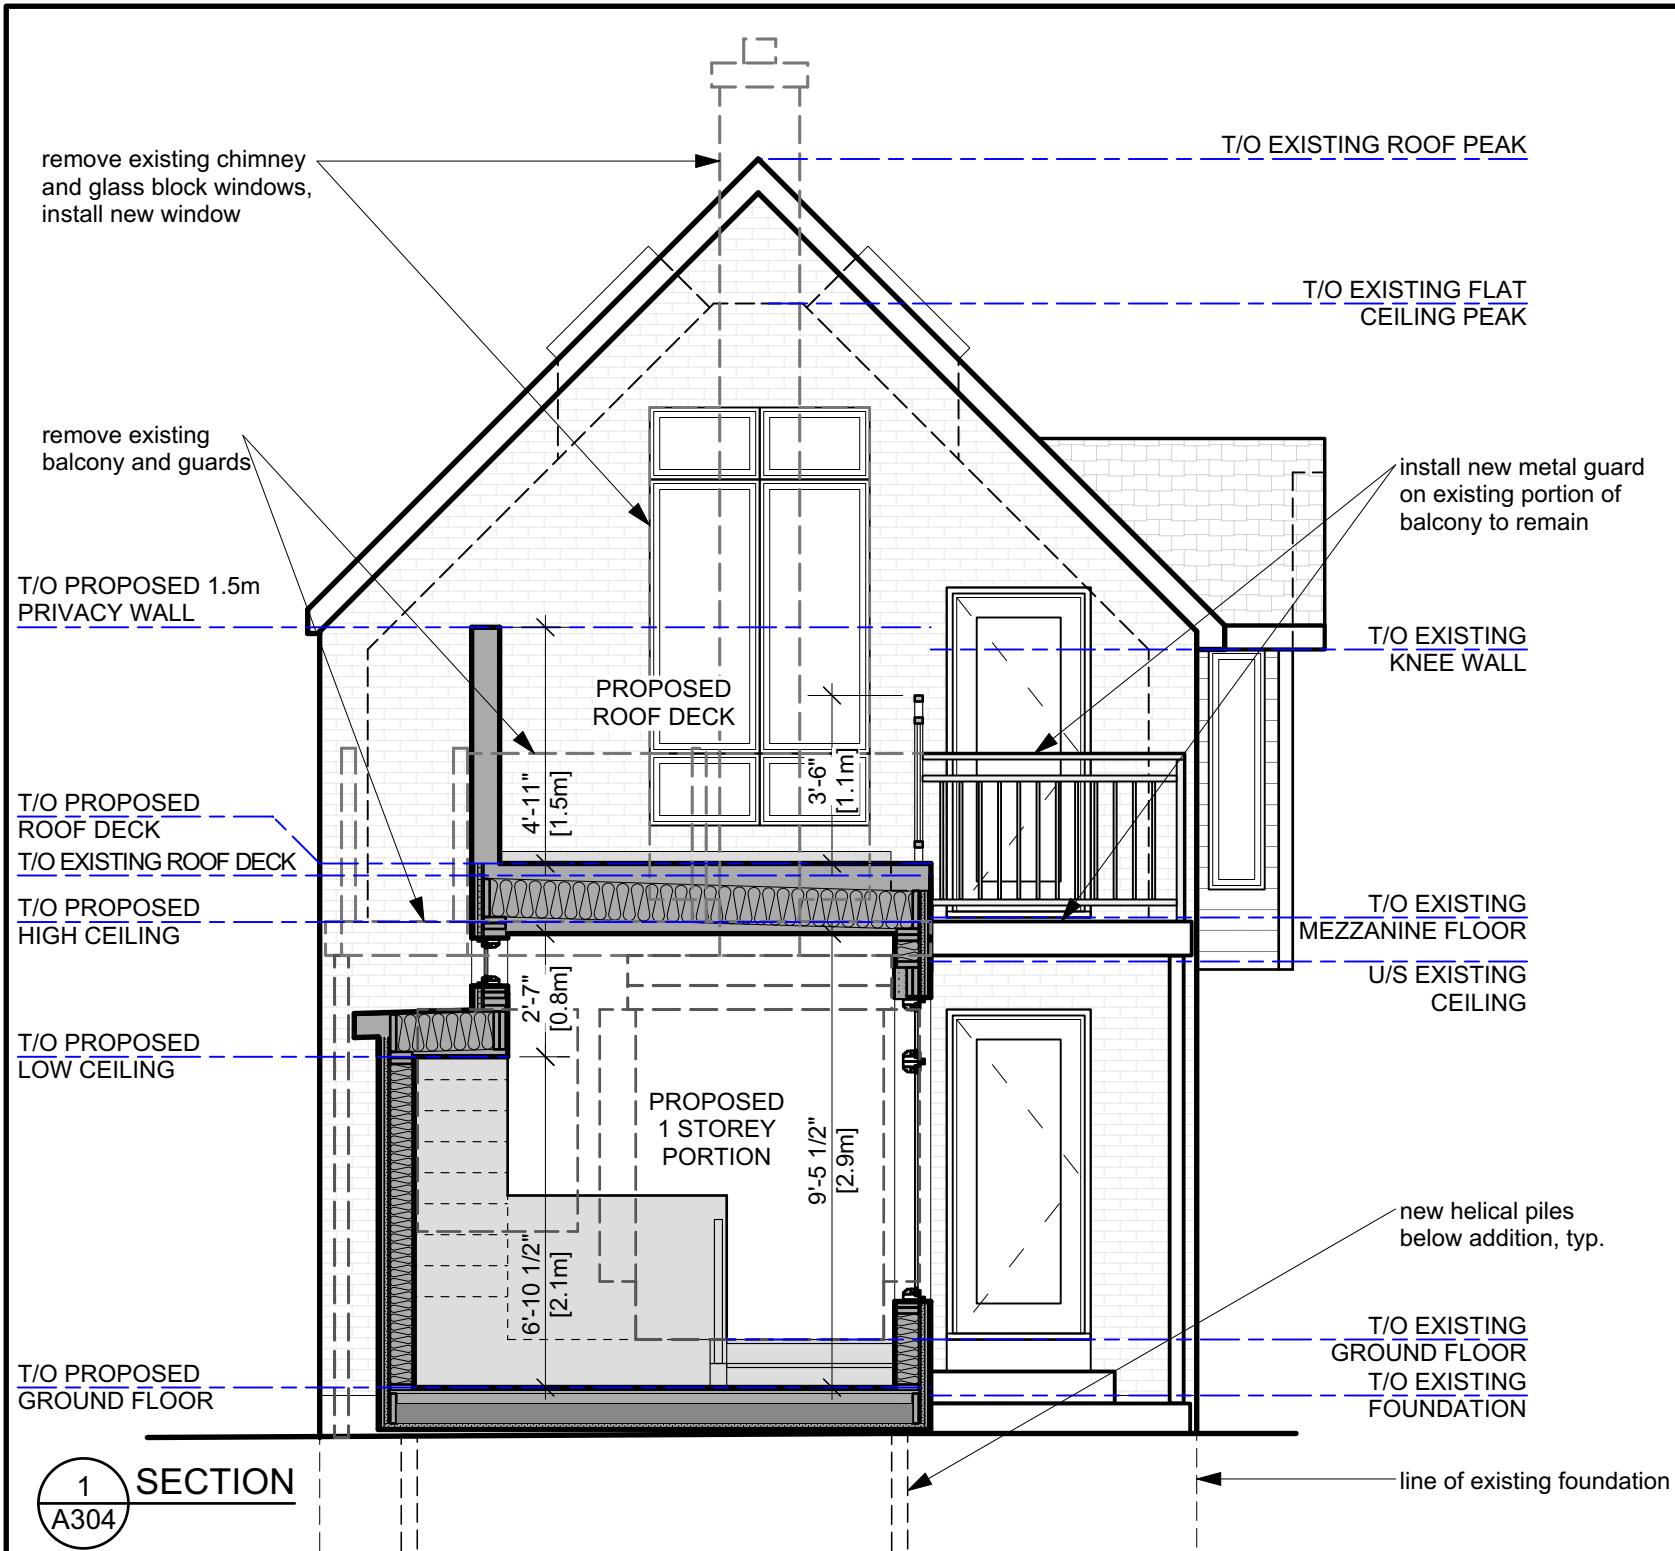 T/O EXISTING ROOF PEAK
remove existing chimney
and glass block windows,
install new window
T/O EXISTING FLAT
CEILING PEAK
remove existing
balcony and guards
install new metal guard
on existing portion of
balcony to remain
T/O PROPOSED 1.5m
PRIVACY WALL
T/O EXISTING
KNEE WALL
PROPOSED
ROOF DECK
4'-11"
[1.5m]
3'-6"
[1.1m]
T/O PROPOSED
ROOF DECK
T/O EXISTING ROOF DECK
T/O PROPOSED
HIGH CEILING
T/O EXISTING
MEZZANINE FLOOR
U/S EXISTING
CEILING
2'-7"
[0.8m]
T/O PROPOSED
LOW CEILING
PROPOSED
1 STOREY
PORTION
9'-5 1/2"
[2.9m]
6'-10 1/2"
[2.1m]
new helical piles
below addition, typ.
T/O EXISTING
GROUND FLOOR
T/O EXISTING
FOUNDATION
T/O PROPOSED
GROUND FLOOR
line of existing foundation
1
A304
SECTION